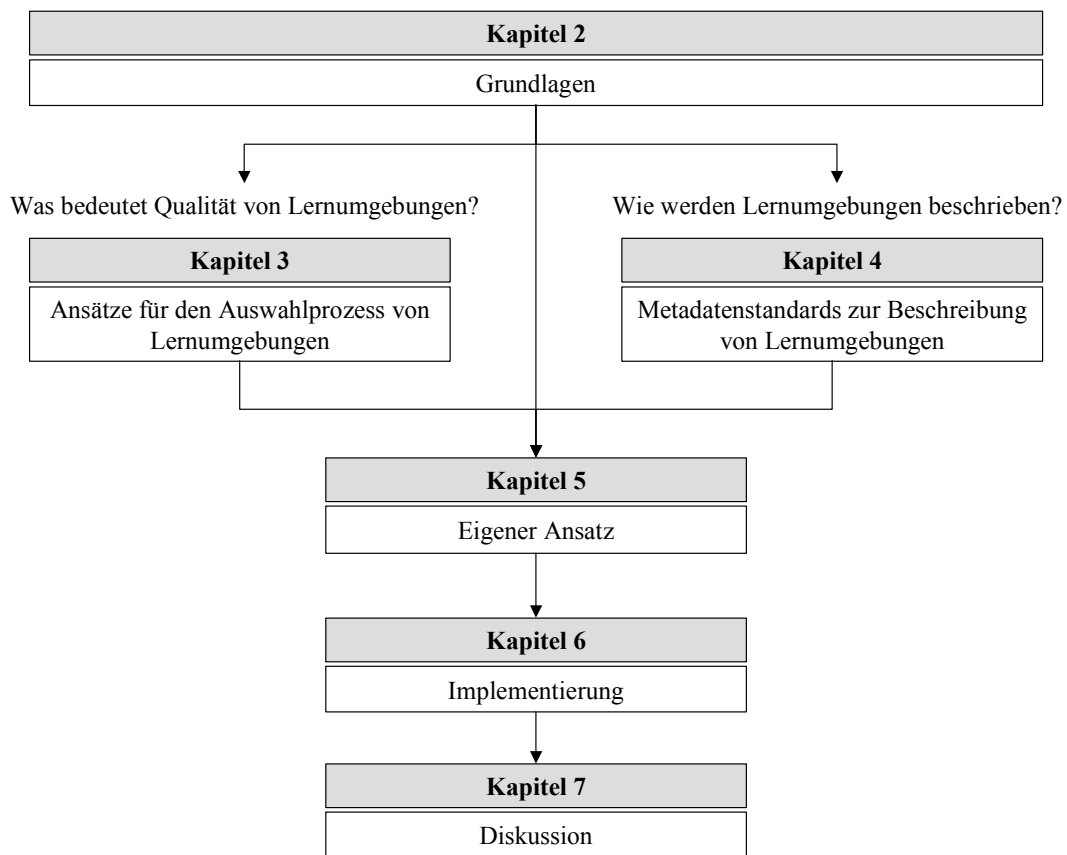 Kapitel 2
Grundlagen
Was bedeutet Qualität von Lernumgebungen?
Wie werden Lernumgebungen beschrieben?
Kapitel 3
Ansätze für den Auswahlprozess von
Lernumgebungen
Kapitel 4
Metadatenstandards zur Beschreibung
von Lernumgebungen
Kapitel 5
Eigener Ansatz
Kapitel 6
Implementierung
Kapitel 7
Diskussion